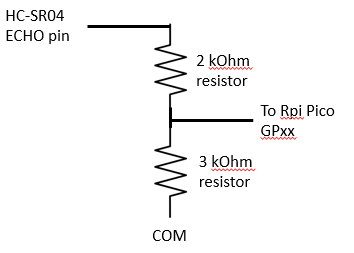 HC-SR04
ECHO pin
2 kOhm
resistor
To Rpi Pico
GPxx
3 kOhm
resistor
COM